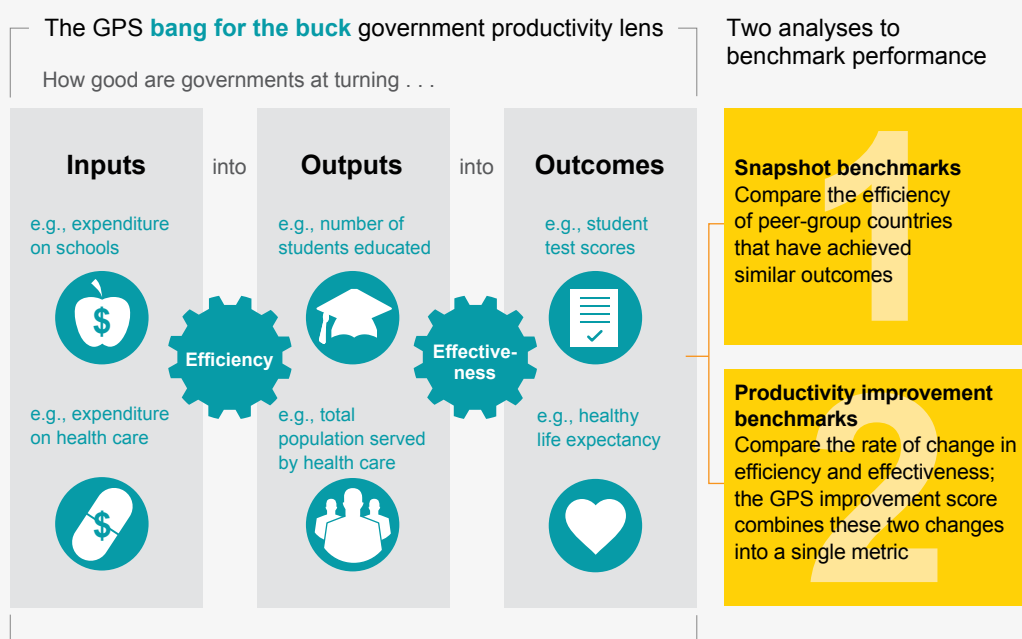 The GPS bang for the buck government productivity lens
How good are governments at turning . . .
Two analyses to
benchmark performance
Inputs
into
Outputs
into
Outcomes
e.g., expenditure
on schools
e.g., number of
students educated
e.g., student
test scores
$
Efficiency
Effective-
ness
e.g., expenditure
on health care
e.g., total
population served
by health care
e.g., healthy
life expectancy
$
1
Snapshot benchmarks
Compare the efficiency
of peer-group countries
that have achieved
similar outcomes
2
Productivity improvement
benchmarks
Compare the rate of change in
efficiency and effectiveness;
the GPS improvement score
combines these two changes
into a single metric